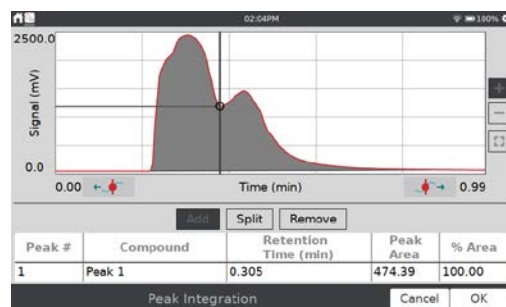 02:04PM
100%
2500.0
Signal (mV)
0.0
0.00
Time (min)
0.99
Add
Split
Remove
Peak #
Compound
Retention
Time (min)
Peak
Area
% Area
1
Peak 1
0.305
474.39
100.00
Peak Integration
Cancel
OK